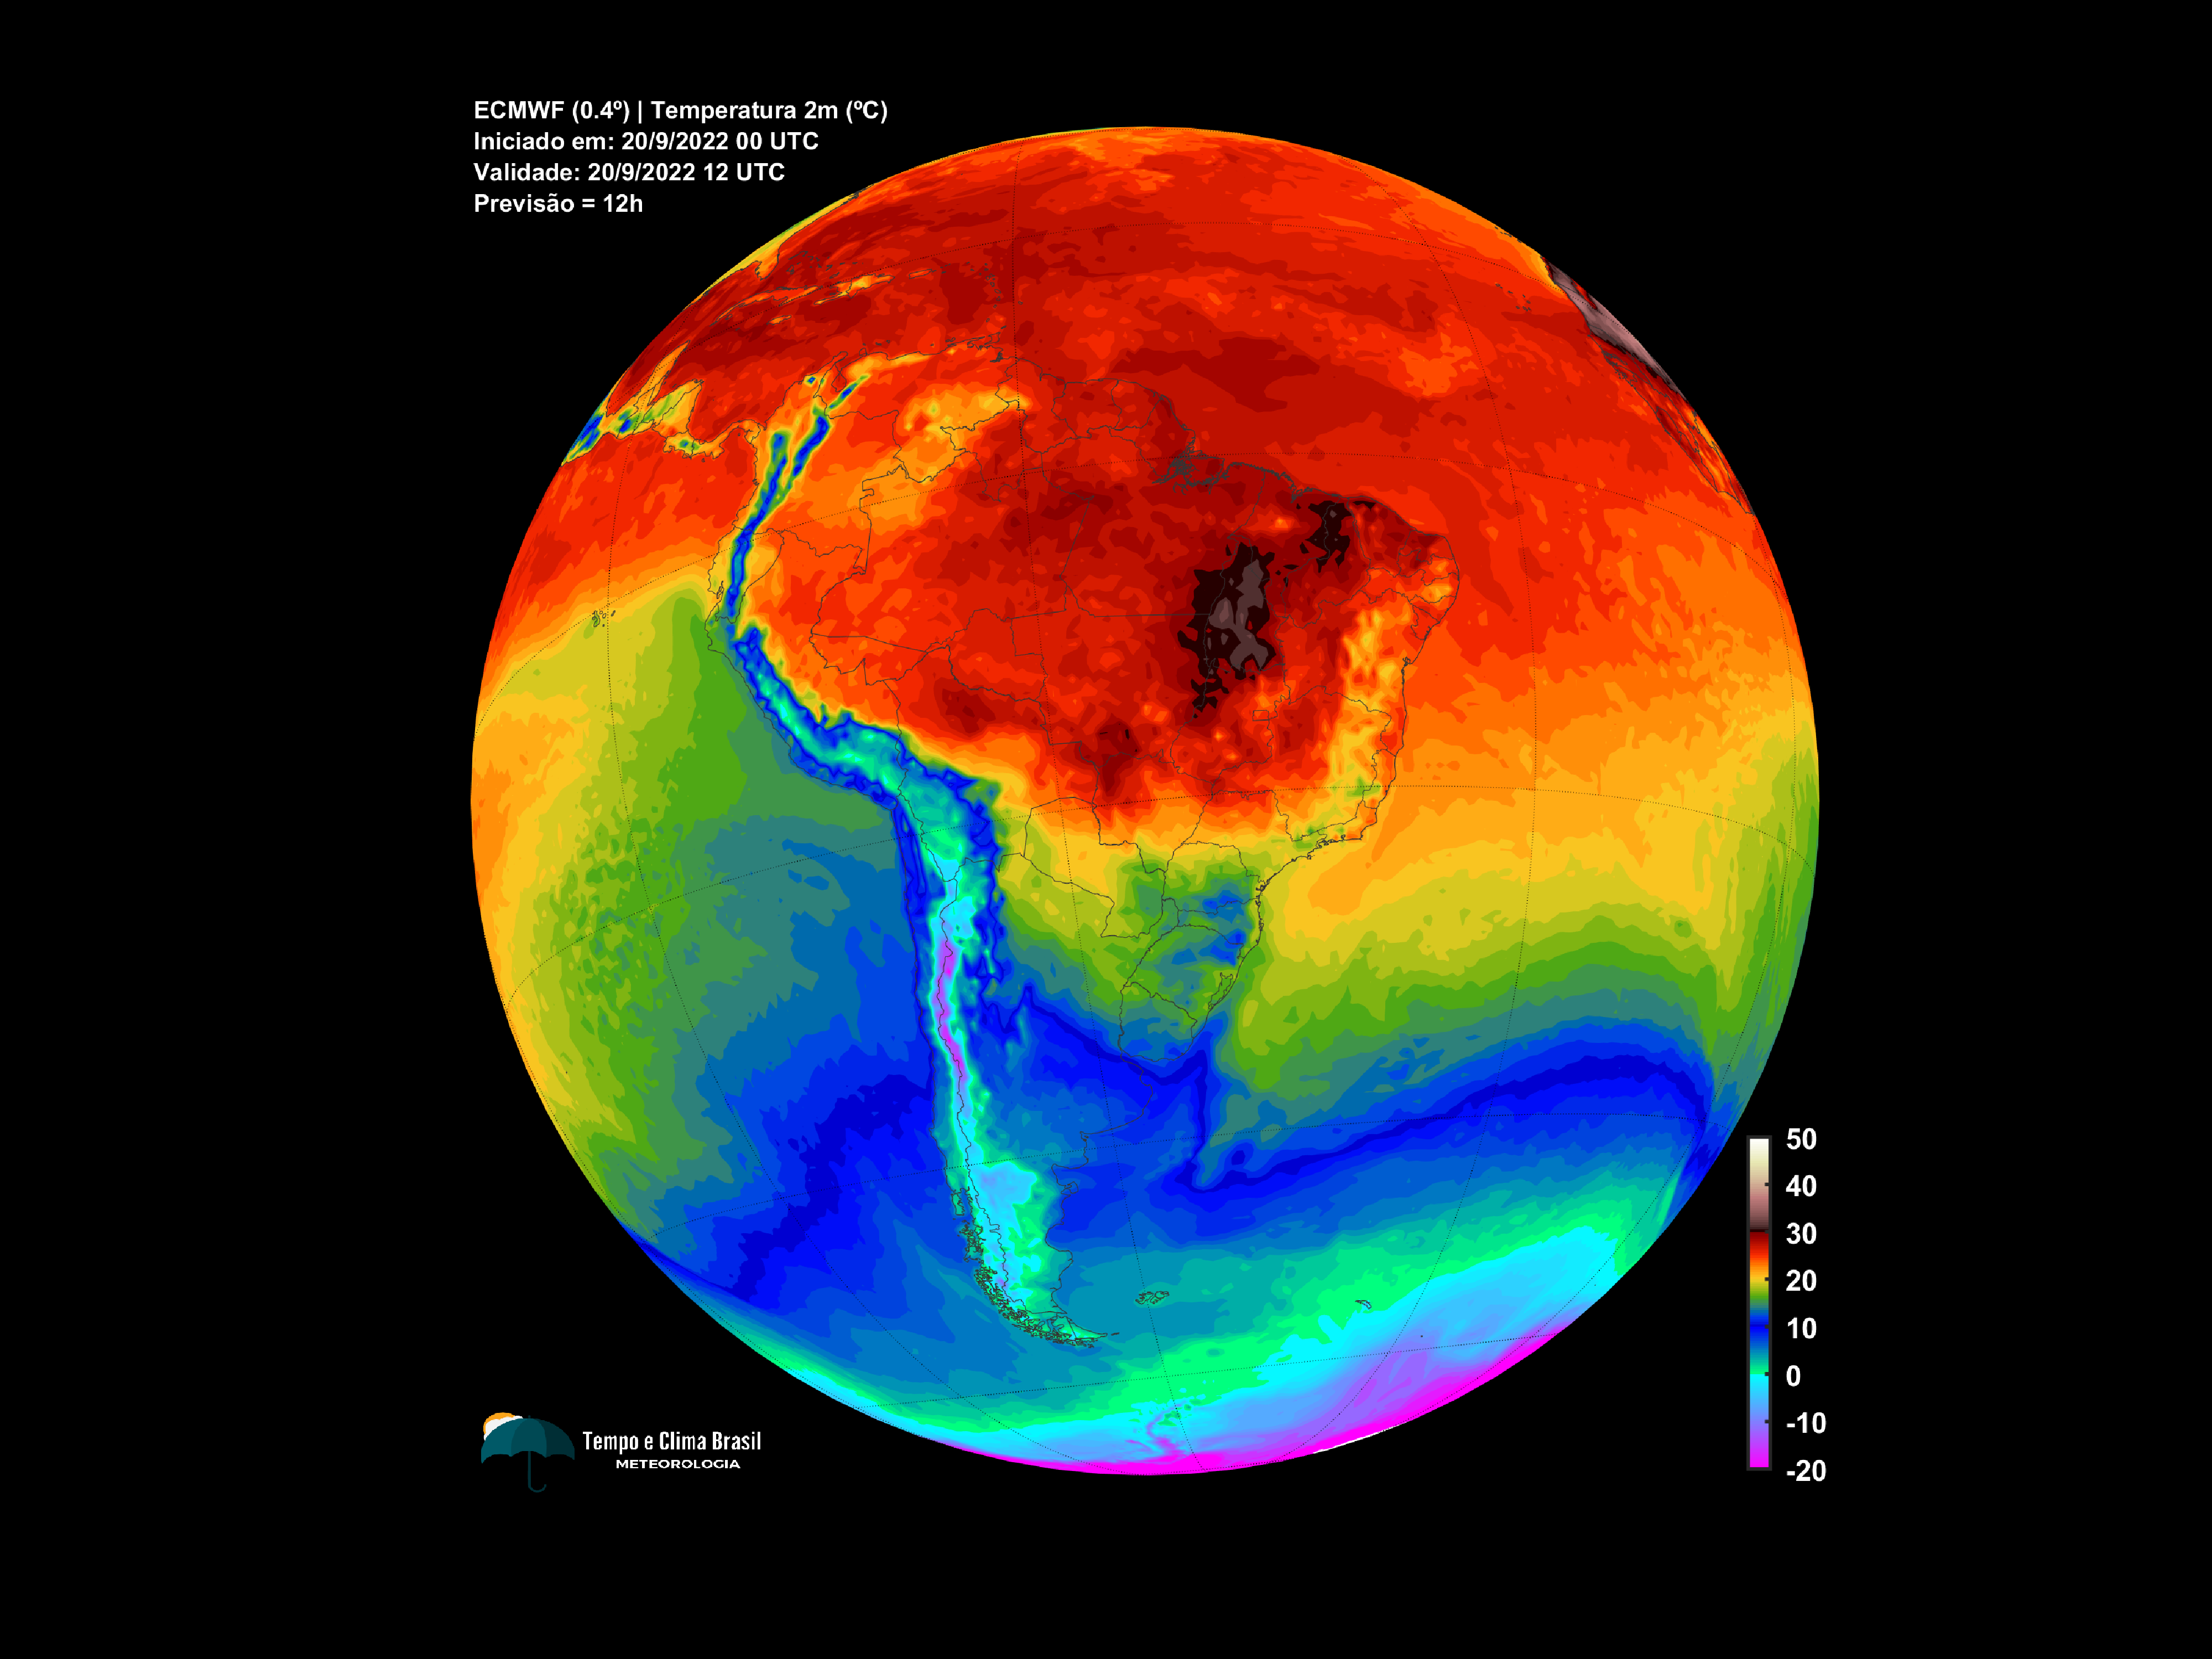 ECMWF (0.4º) | Temperatura 2m (ºC)
Iniciado em: 20/9/2022 00 UTC
Validade: 20/9/2022 12 UTC
Previsão = 12h
50
40
30
20
10
0
-10
-20
Tempo e Clima Brasil
METEOROLOGIA